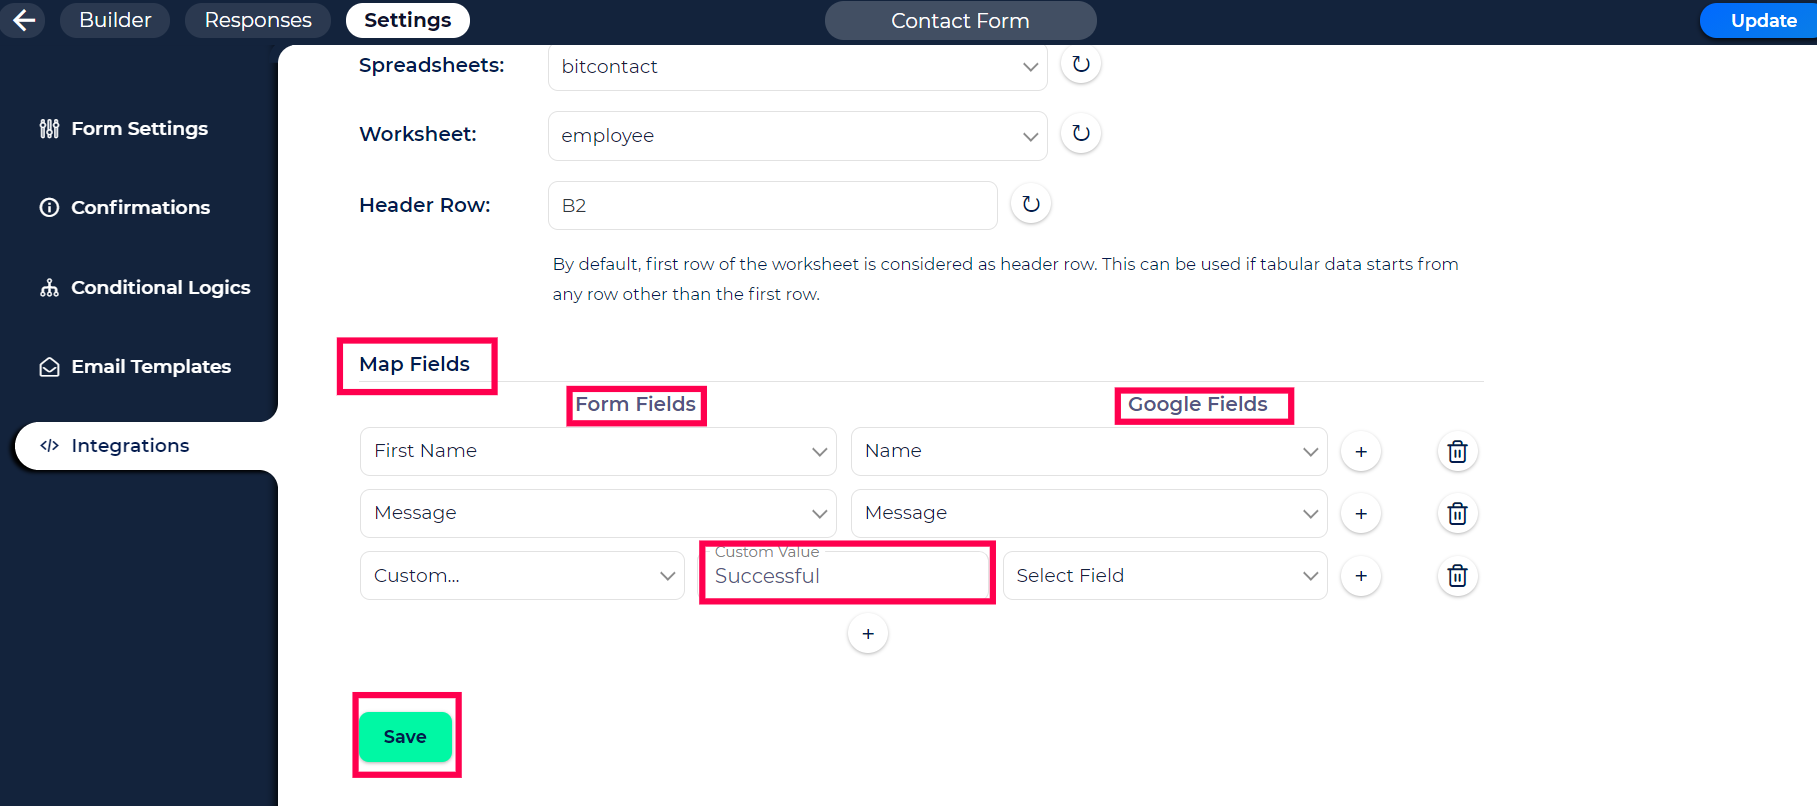 Builder Responses Settings Contact Form Update
Spreadsheets: bitcontact
Form Settings
Worksheet: employee
Confirmations
Header Row: B2
By default, first row of the worksheet is considered as header row. This can be used if tabular data starts from
any row other than the first row.
Conditional Logics
Email Templates
Integrations
Map Fields
Form Fields Google Fields
First Name Name
Message Message
Custom Value
Custom... Successful Select Field
Save